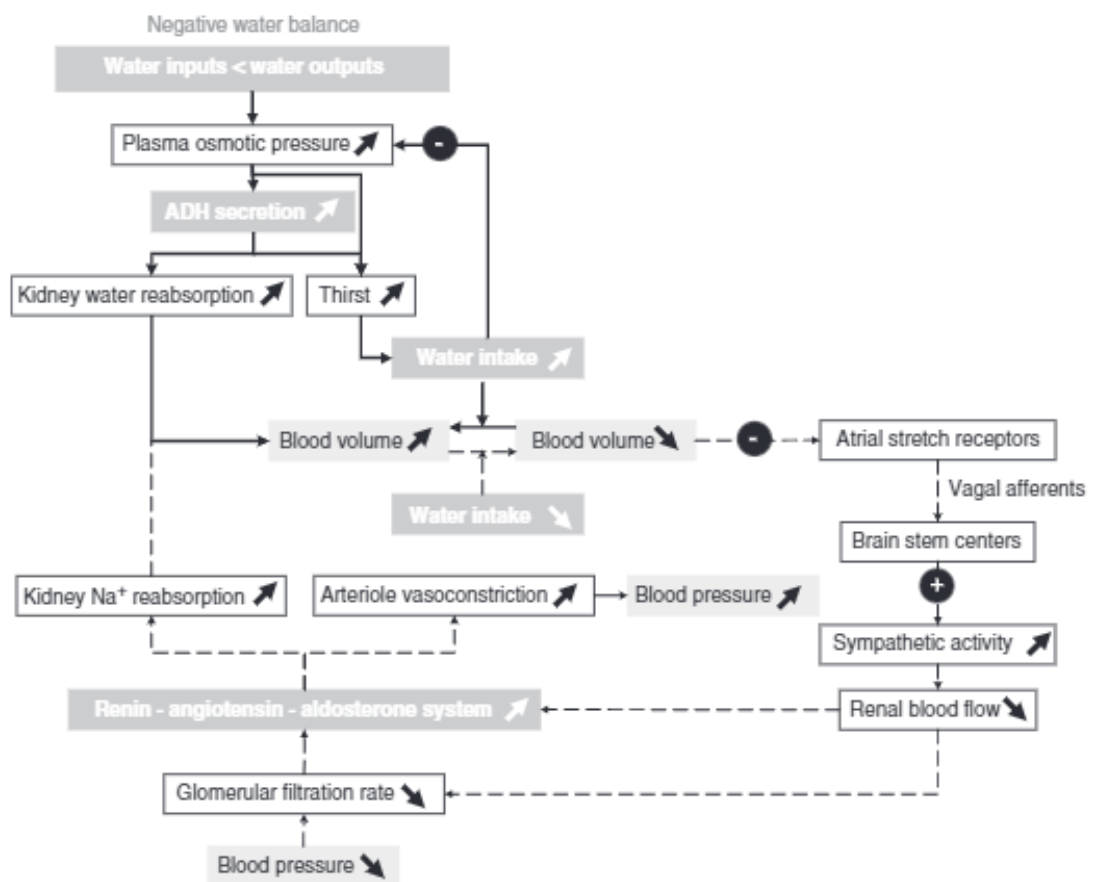 Negative water balance
Water inputs < water outputs
Plasma osmotic pressure
-
ADH secretion
Kidney water reabsorption
Thirst
Water intake
Blood volume
Blood volume
-
Atrial stretch receptors
Vagal afferents
Water intake
Brain stem centers
+
Kidney Na⁺ reabsorption
Arteriole vasoconstriction
Blood pressure
Sympathetic activity
Renin - angiotensin - aldosterone system
Renal blood flow
Glomerular filtration rate
Blood pressure